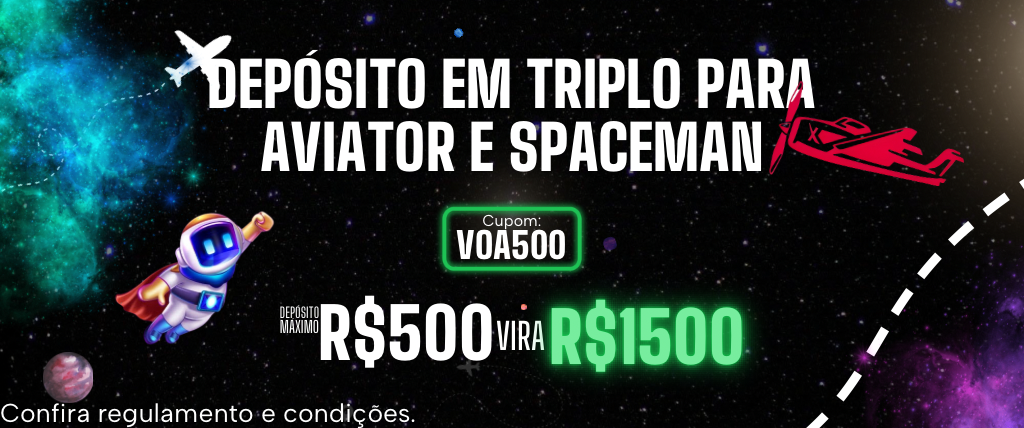 DEPÓSITO EM TRIPLO PARA
AVIATOR E SPACEMAN
Cupom:
VOA500
DEPÓSITO
MÁXIMO R$500 VIRA R$1500
Confira regulamento e condições.